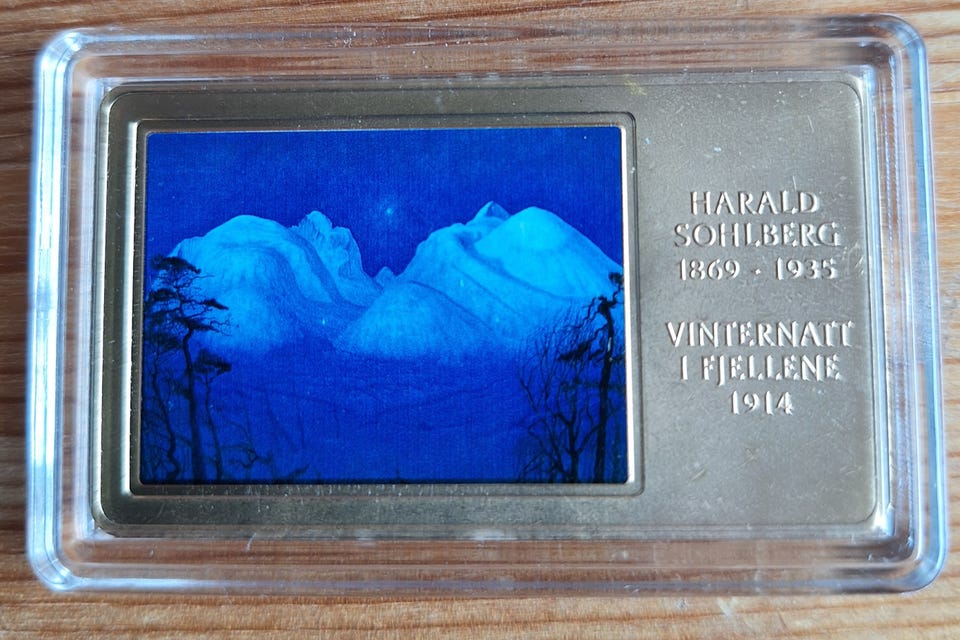 HARALD
SOHLBERG
1869 · 1935
VINTERNATT
I FJELLENE
1914